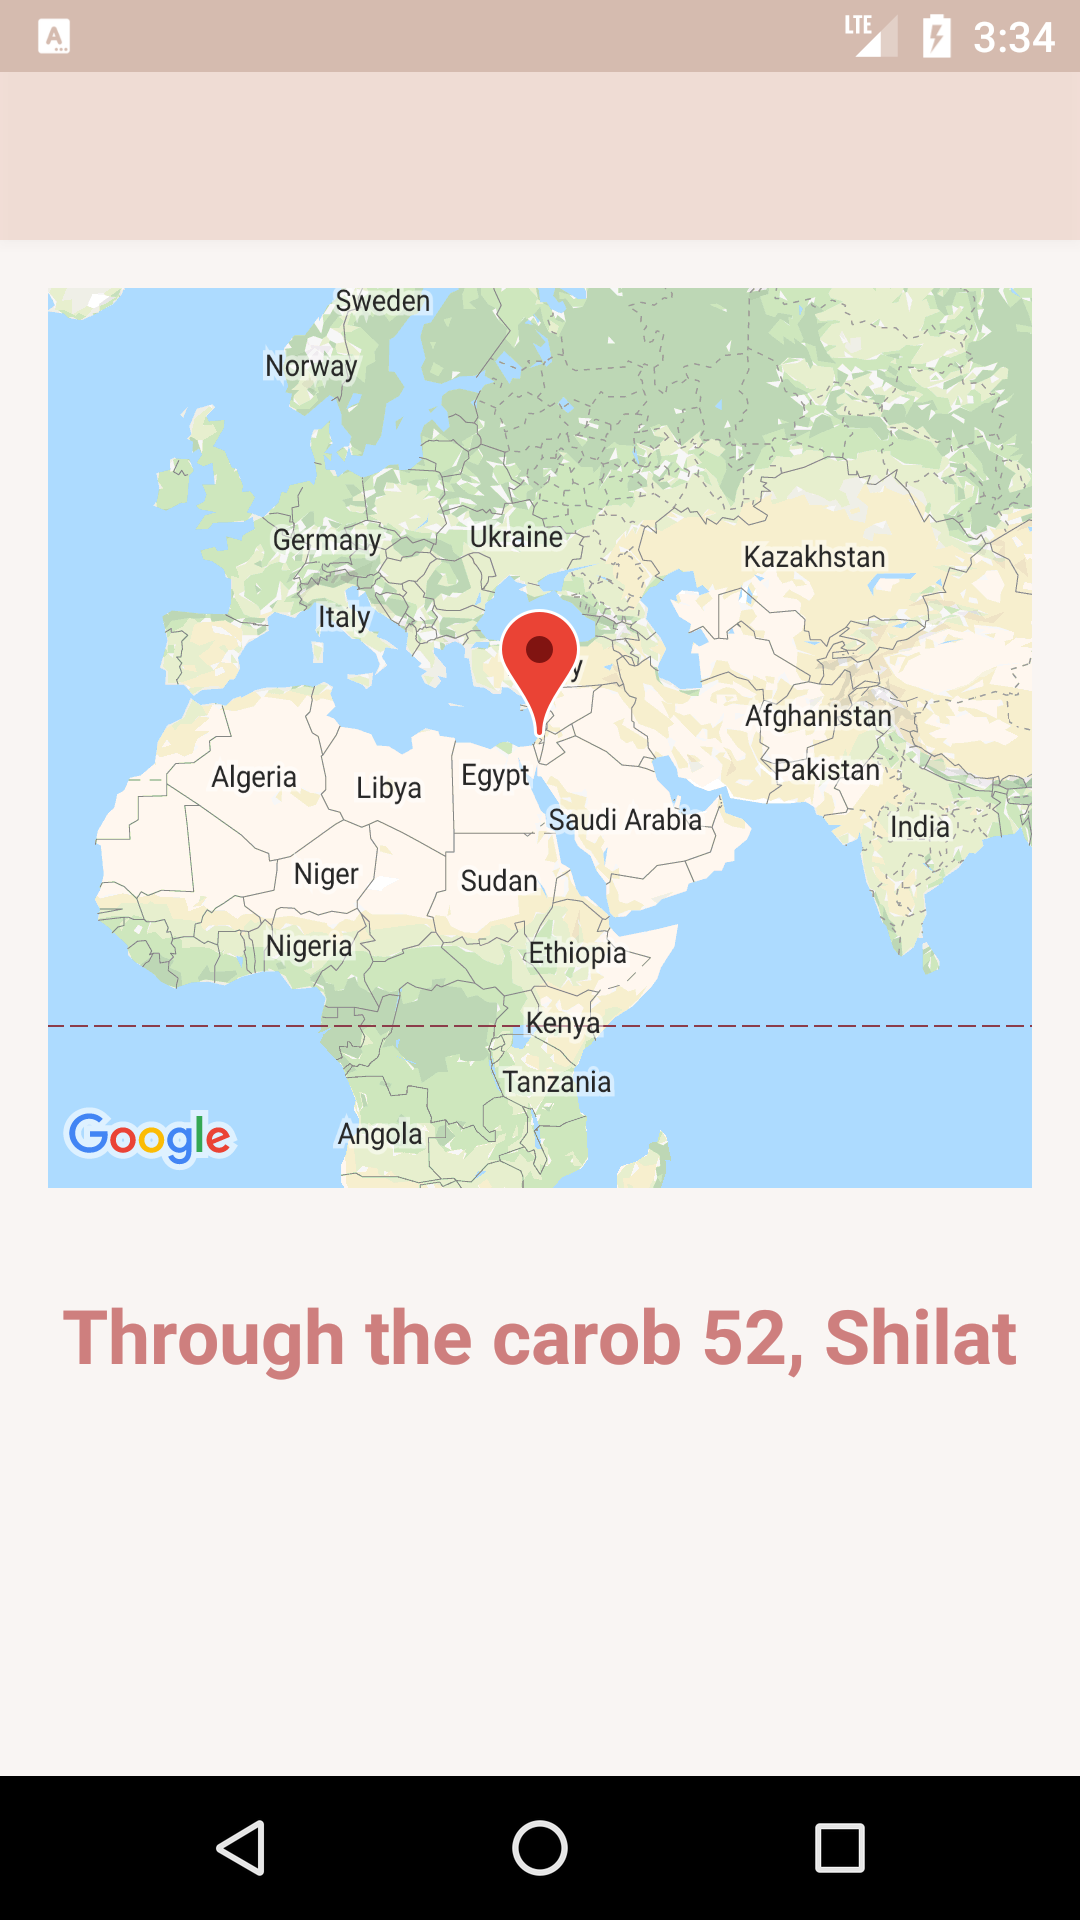 LTE 3:34
Sweden
Norway
Germany
Ukraine
Kazakhstan
Italy
y
Afghanistan
Pakistan
Algeria
Libya
Egypt
Saudi Arabia
India
Niger
Sudan
Nigeria
Ethiopia
Kenya
Tanzania
Angola
Google
Through the carob 52, Shilat